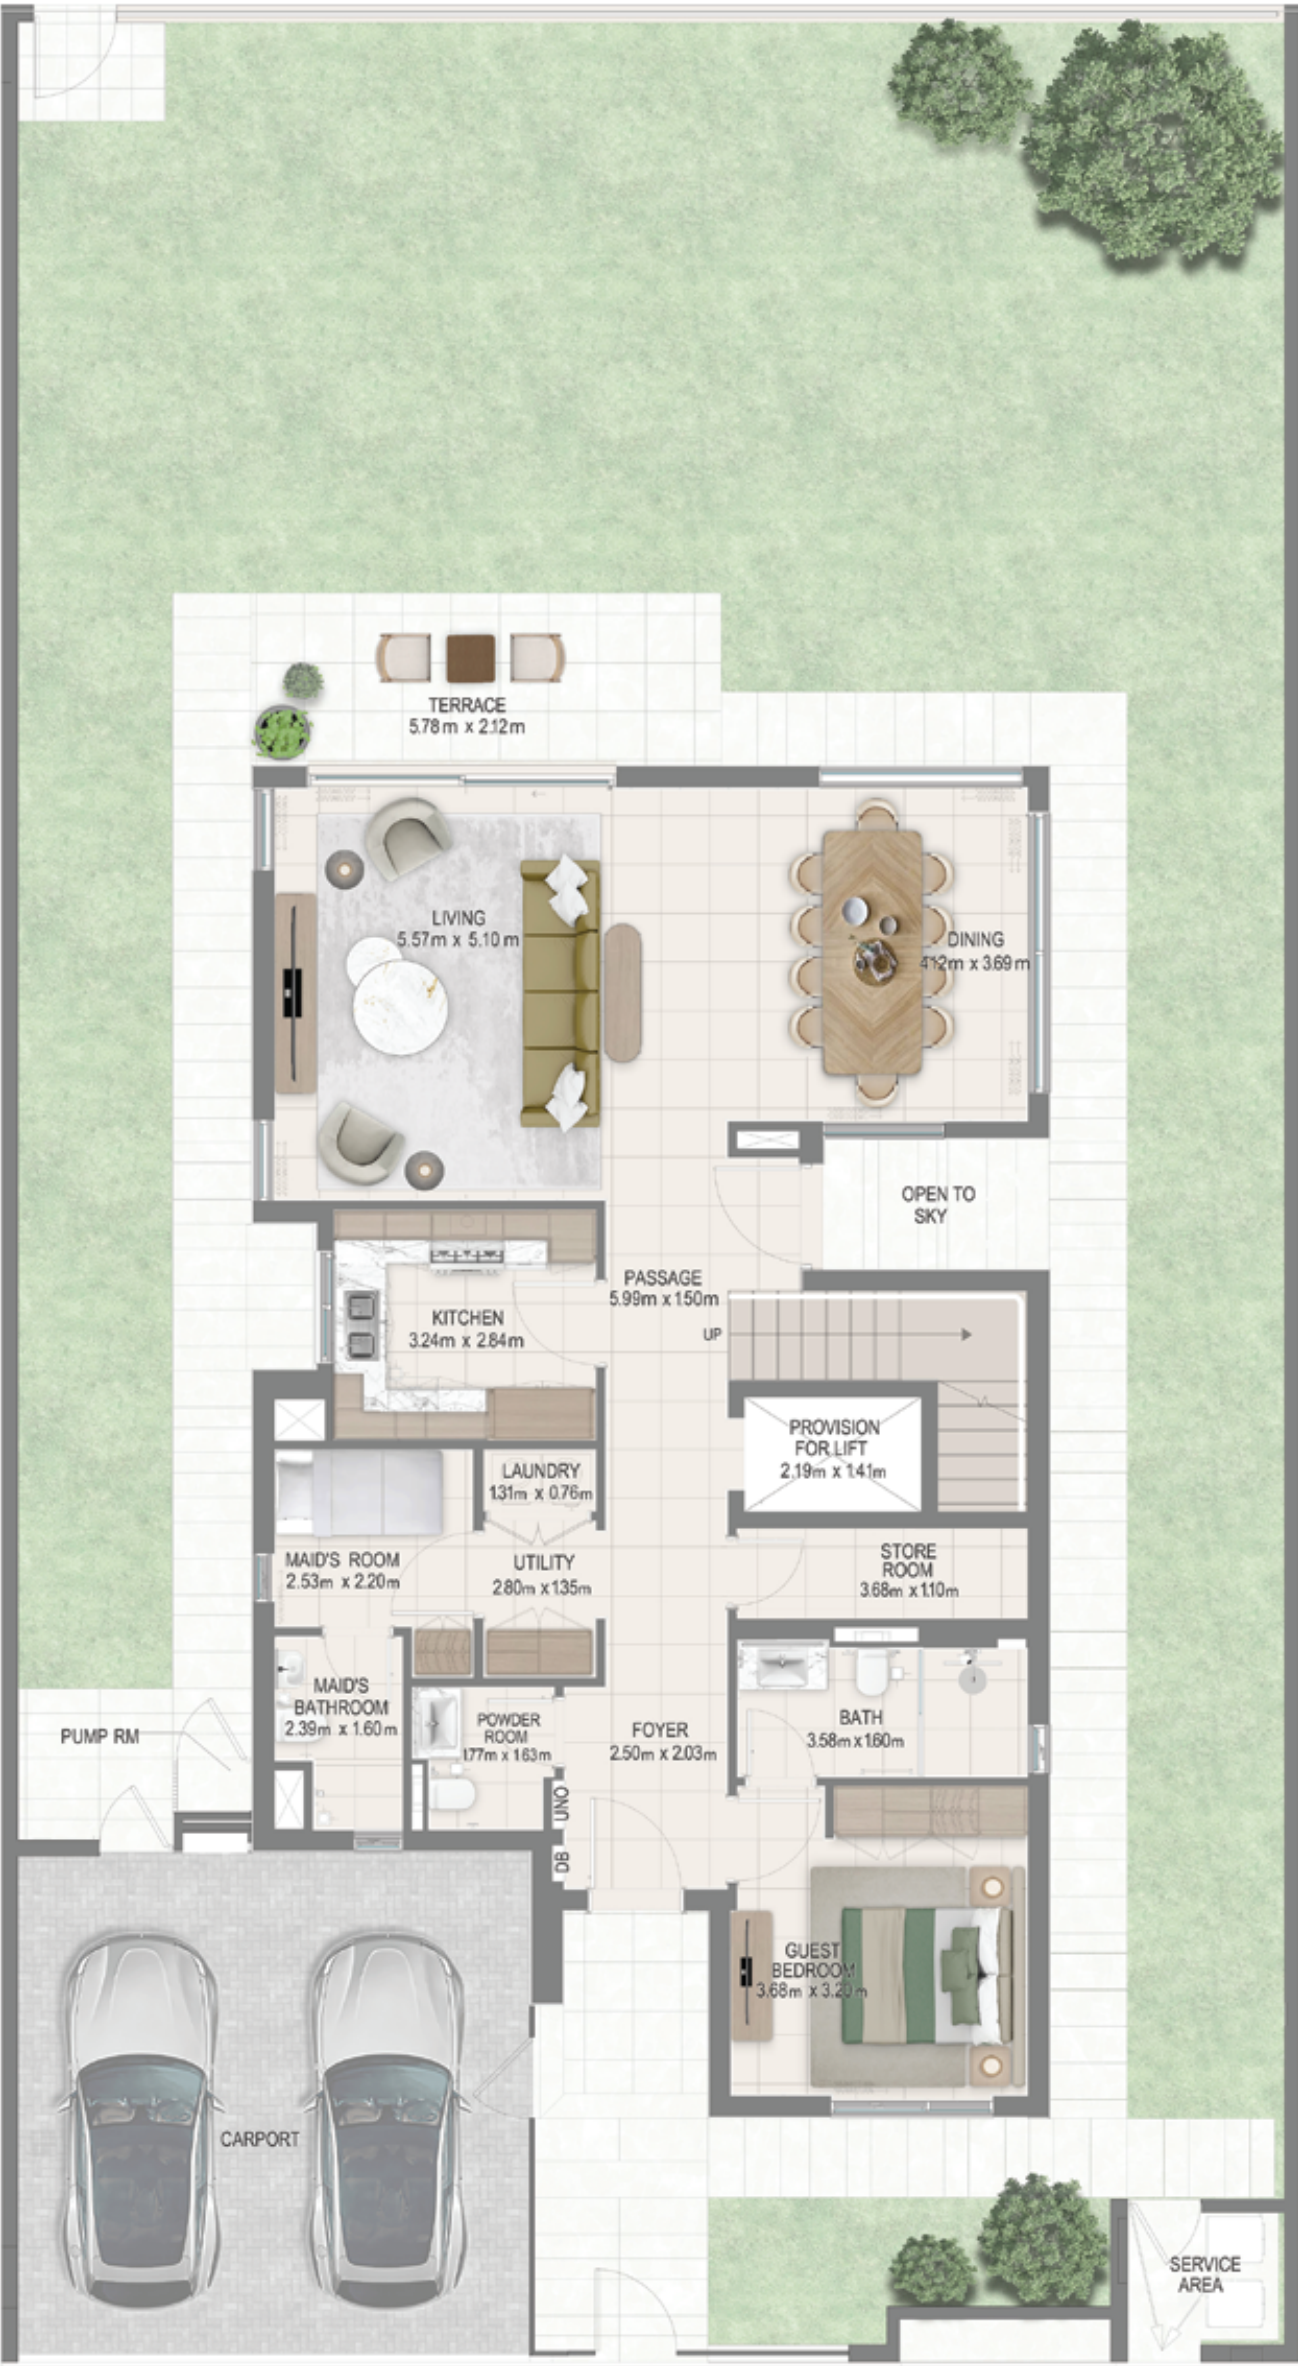 TERRACE
5.78m x 2.12m
LIVING
5.57m x 5.10m
DINING
4.12m x 3.69m
OPEN TO
SKY
PASSAGE
5.99m x 1.50m
KITCHEN
3.24m x 2.84m
UP
PROVISION
FOR LIFT
2.19m x 1.41m
LAUNDRY
1.31m x 0.76m
MAID'S ROOM
2.53m x 2.20m
UTILITY
2.80m x 1.35m
STORE
ROOM
3.68m x 1.10m
MAID'S
BATHROOM
2.39m x 1.60m
POWDER
ROOM
1.77m x 1.63m
FOYER
2.50m x 2.03m
BATH
3.58m x 1.60m
PUMP RM
UNO
DB
GUEST
BEDROOM
3.68m x 3.20m
CARPORT
SERVICE
AREA